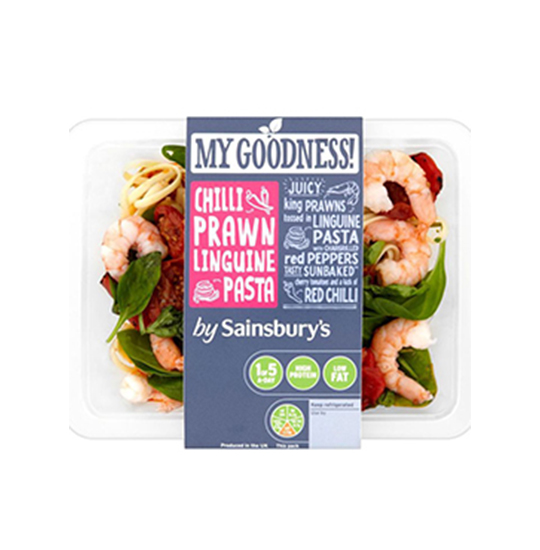 MY GOODNESS!
CHILLI
PRAWN
LINGUINE
PASTA
JUICY
king PRAWNS
tossed in LINGUINE
PASTA
WITH CHARGRILLED
red PEPPERS
TASTY SUNBAKED
cherry tomatoes and a kick of
RED CHILLI
by Sainsbury's
1 OF 5
A-DAY
HIGH
PROTEIN
LOW
FAT
Keep refrigerated
Use by
Produced in the UK
This pack